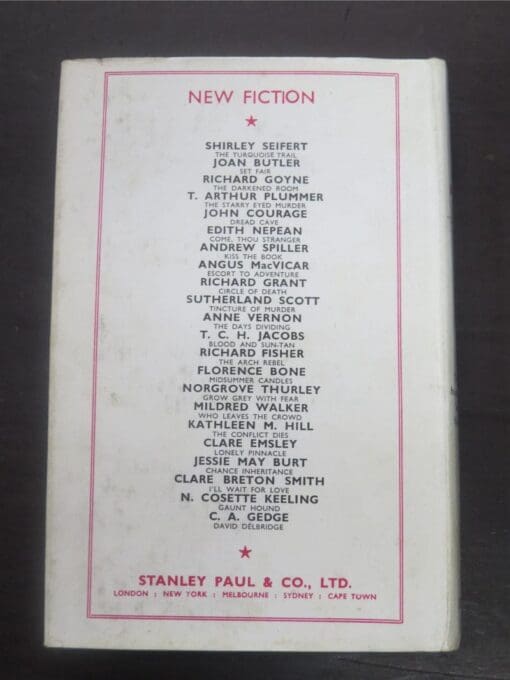 NEW FICTION
★
SHIRLEY SEIFERT
THE TURQUOISE TRAIL
JOAN BUTLER
SET FAIR
RICHARD GOYNE
THE DARKENED ROOM
T. ARTHUR PLUMMER
THE STARRY EYED MURDER
JOHN COURAGE
DREAD CAVE
EDITH NEPEAN
COME, THOU STRANGER
ANDREW SPILLER
KISS THE BOOK
ANGUS MacVICAR
ESCORT TO ADVENTURE
RICHARD GRANT
CIRCLE OF DEATH
SUTHERLAND SCOTT
TINCTURE OF MURDER
ANNE VERNON
THE DAYS DIVIDING
T. C. H. JACOBS
BLOOD AND SUN-TAN
RICHARD FISHER
THE ARCH REBEL
FLORENCE BONE
MIDSUMMER CANDLES
NORGROVE THURLEY
GROW GREY WITH FEAR
MILDRED WALKER
WHO LEAVES THE CROWD
KATHLEEN M. HILL
THE CONFLICT DIES
CLARE EMSLEY
LONELY PINNACLE
JESSIE MAY BURT
CHANCE INHERITANCE
CLARE BRETON SMITH
I'LL WAIT FOR LOVE
N. COSETTE KEELING
GAUNT HOUND
C. A. GEDGE
DAVID DELBRIDGE
★
STANLEY PAUL & CO., LTD.
LONDON : NEW YORK : MELBOURNE : SYDNEY : CAPE TOWN